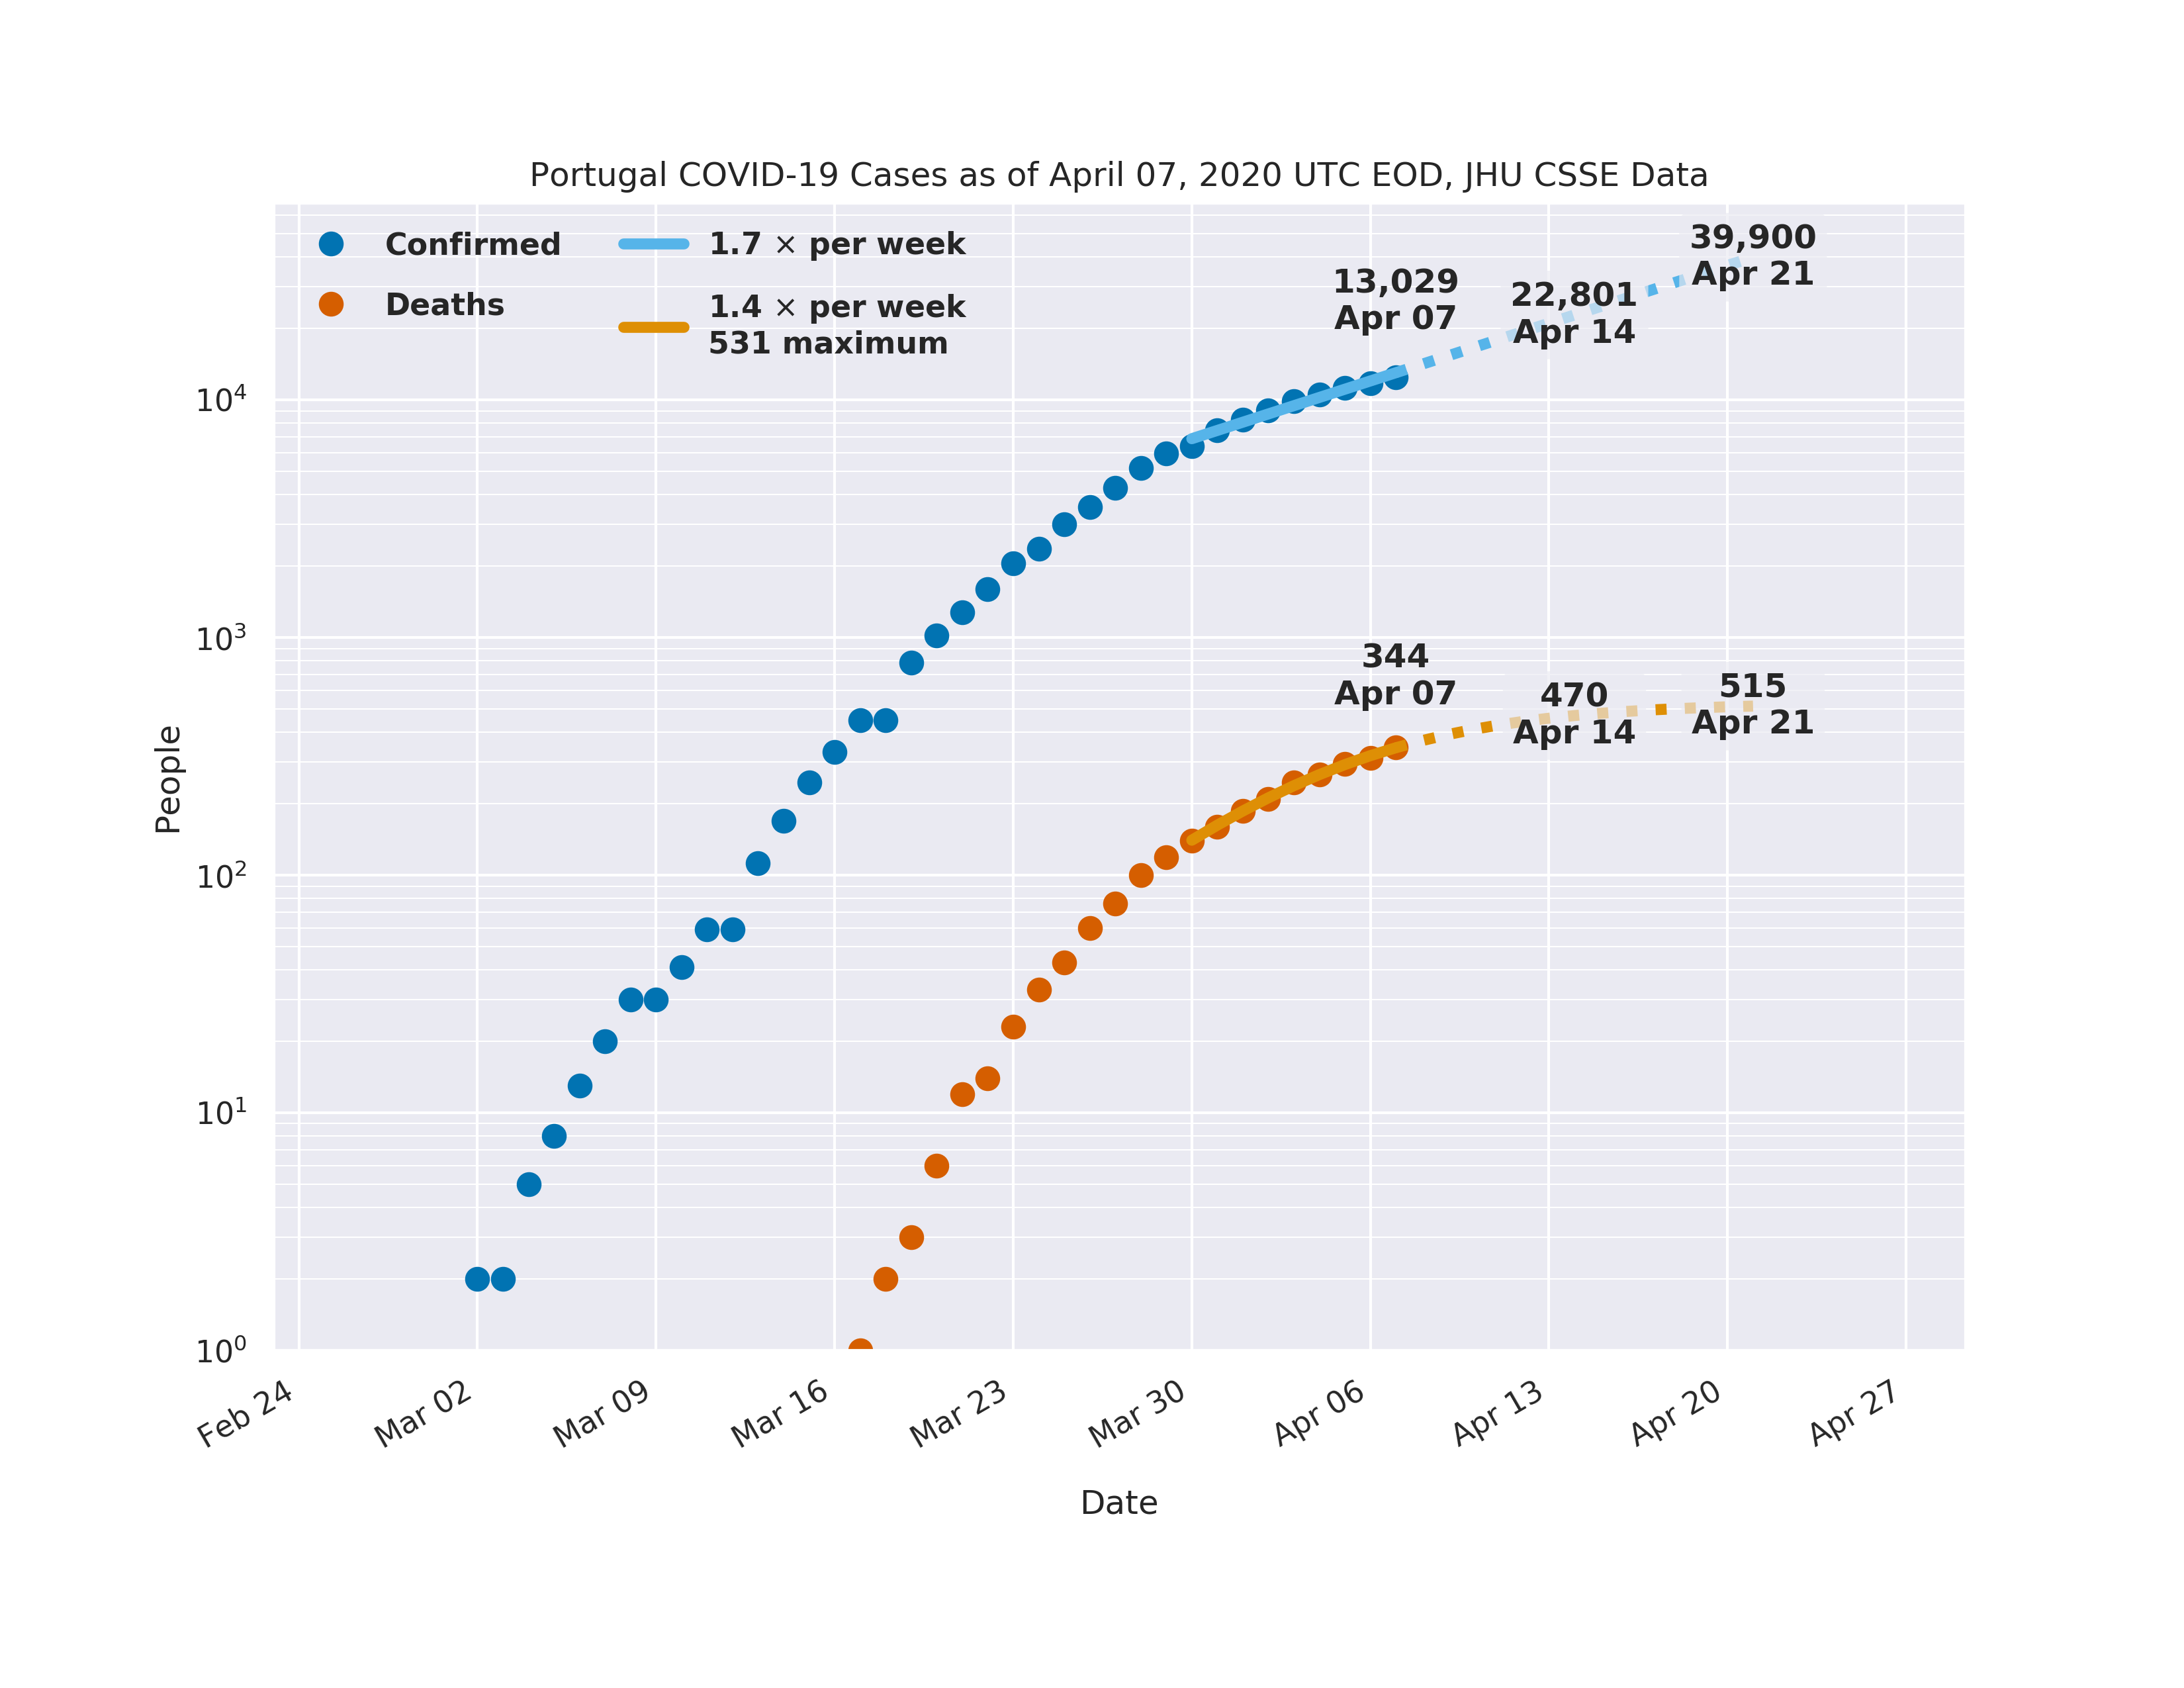 Portugal COVID-19 Cases as of April 07, 2020 UTC EOD, JHU CSSE Data
Confirmed
Deaths
1.7 × per week
1.4 × per week
531 maximum
13,029
Apr 07
22,801
Apr 14
39,900
Apr 21
344
Apr 07
470
Apr 14
515
Apr 21
People
10⁴
10³
10²
10¹
10⁰
Feb 24
Mar 02
Mar 09
Mar 16
Mar 23
Mar 30
Apr 06
Apr 13
Apr 20
Apr 27
Date